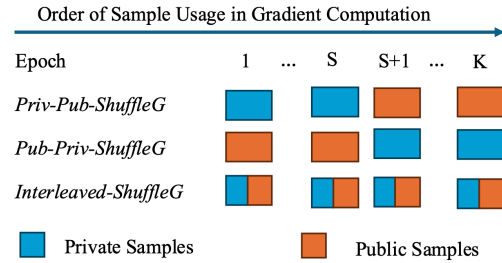 Order of Sample Usage in Gradient Computation
Epoch 1 ... S S+1 ... K
Priv-Pub-ShuffleG
Pub-Priv-ShuffleG
Interleaved-ShuffleG
Private Samples Public Samples